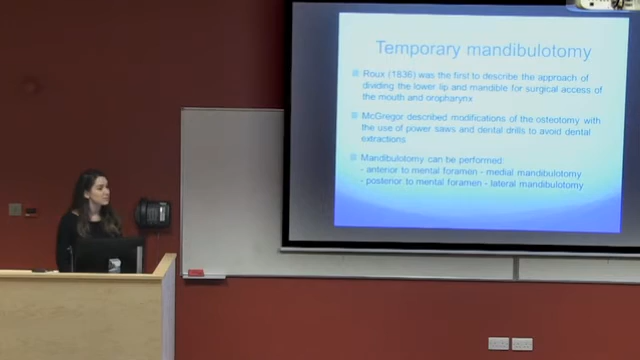 Temporary mandibulotomy
Roux (1836) was the first to describe the approach of
dividing the lower lip and mandible for surgical access of
the mouth and oropharynx
McGregor described modifications of the osteotomy with
the use of power saws and dental drills to avoid dental
extractions
Mandibulotomy can be performed:
- anterior to mental foramen - medial mandibulotomy
- posterior to mental foramen - lateral mandibulotomy